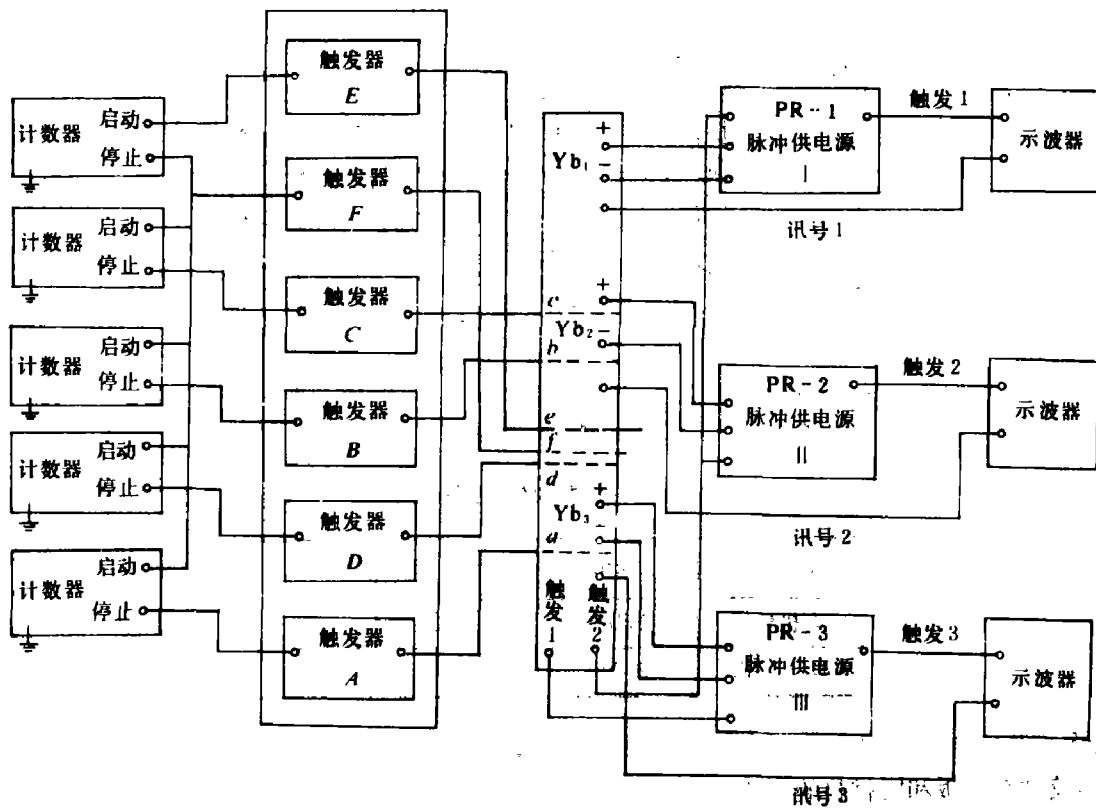 计数器
启动
停止
计数器
启动
停止
计数器
启动
停止
计数器
启动
停止
计数器
启动
停止
触发器
E
触发器
F
触发器
C
触发器
B
触发器
D
触发器
A
+
Yb₁
-
+
c
Yb₂
-
b
e
f
d
+
Yb₃
-
a
触发1
触发2
PR-1
脉冲供电源
I
触发1
示波器
讯号1
PR-2
脉冲供电源
II
触发2
示波器
讯号2
PR-3
脉冲供电源
III
触发3
示波器
讯号3